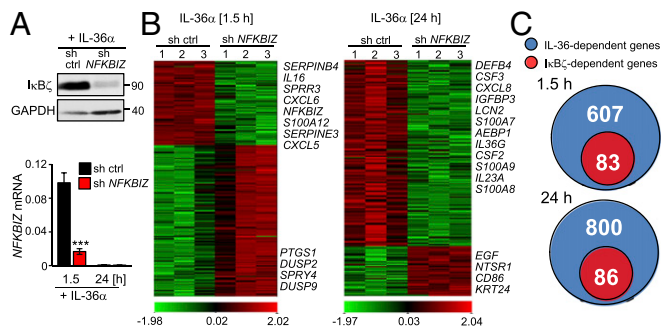 A
+ IL-36α
sh ctrl
sh NFKBIZ
IκBζ
90
GAPDH
40
0.12
0.08
0.04
0
NFKBIZ mRNA
sh ctrl
sh NFKBIZ
***
1.5
24
[h]
+ IL-36α
B
IL-36α [1.5 h]
sh ctrl
sh NFKBIZ
1 2 3 1 2 3
SERPINB4
IL16
SPRR3
CXCL6
NFKBIZ
S100A12
SERPINE3
CXCL5
PTGS1
DUSP2
SPRY4
DUSP9
-1.98 0.02 2.02
IL-36α [24 h]
sh ctrl
sh NFKBIZ
1 2 3 1 2 3
DEFB4
CSF3
CXCL8
IGFBP3
LCN2
S100A7
AEBP1
IL36G
CSF2
S100A9
IL23A
S100A8
EGF
NTSR1
CD86
KRT24
-1.97 0.03 2.04
C
IL-36-dependent genes
IκBζ-dependent genes
1.5 h
607
83
24 h
800
86